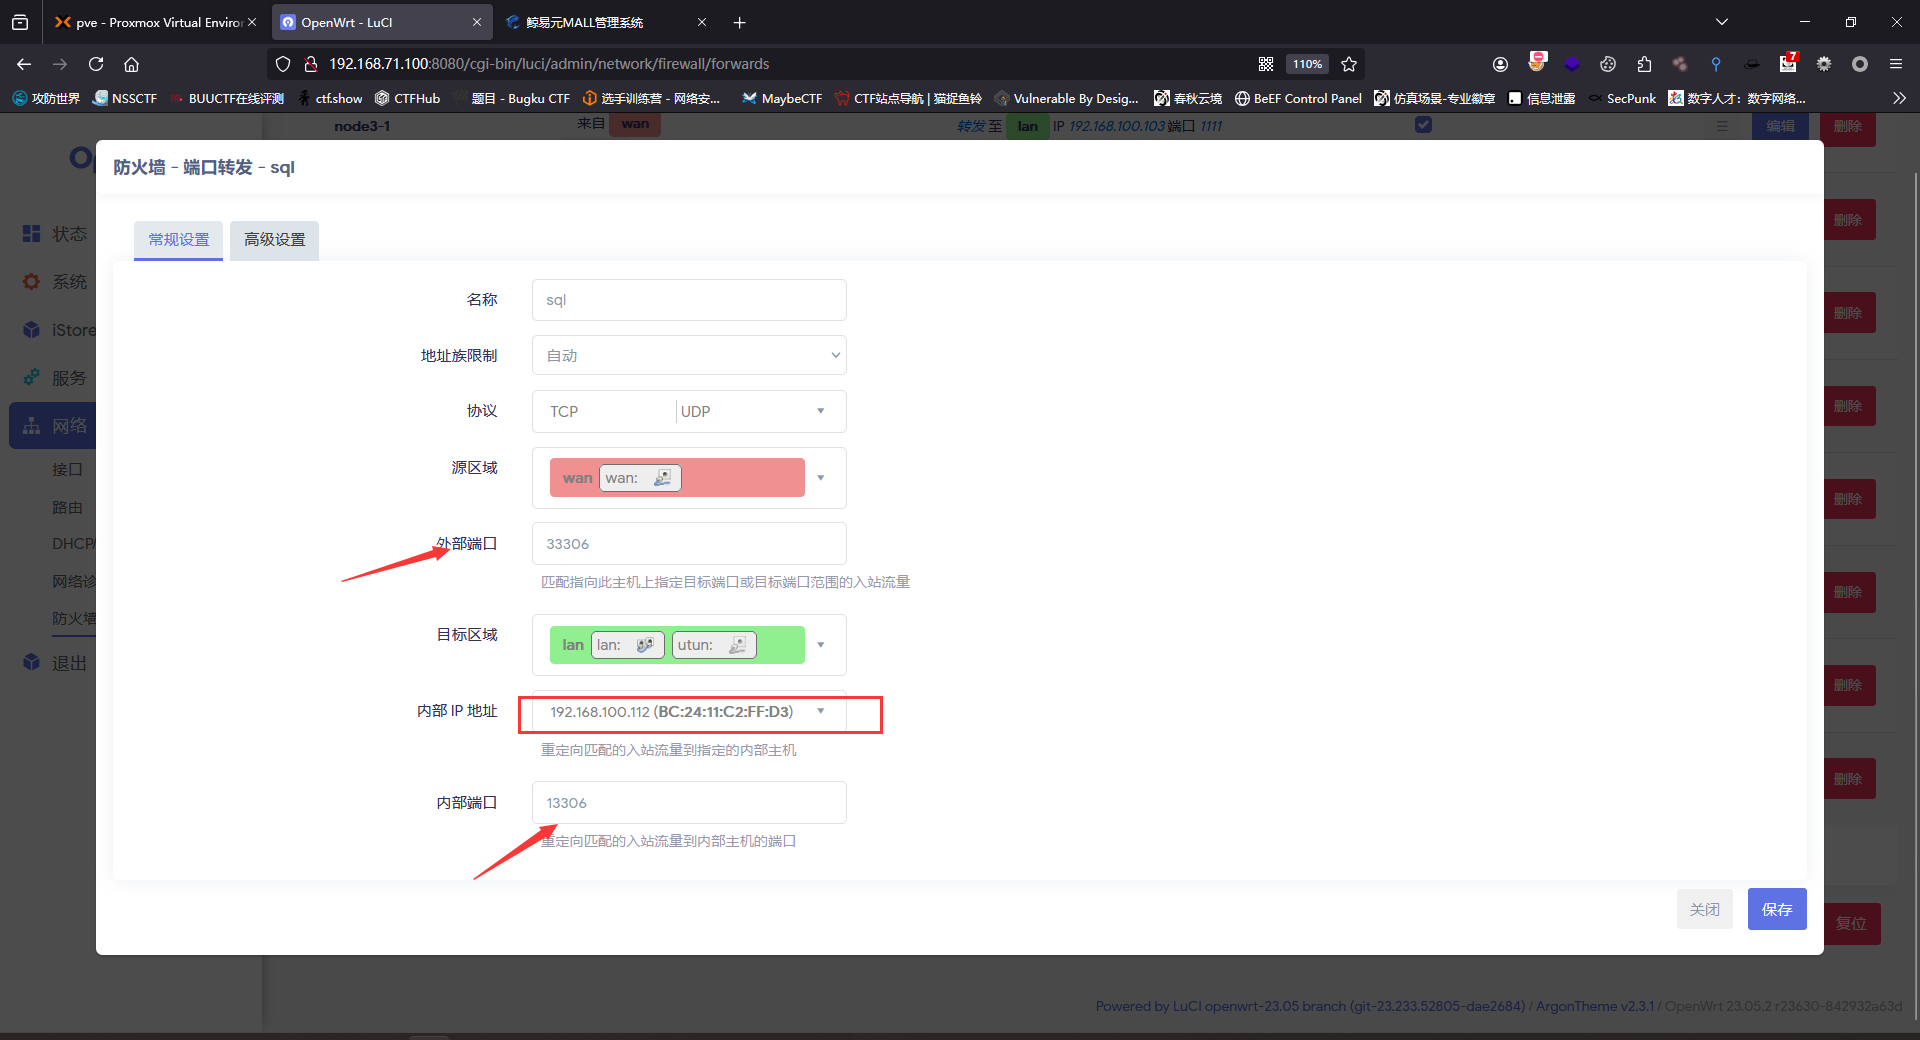 pve - Proxmox Virtual Enviro
OpenWrt - LuCI
鲸易元MALL管理系统
192.168.71.100:8080/cgi-bin/luci/admin/network/firewall/forwards
110%
7
攻防世界
NSSCTF
BUUCTF在线评测
ctf.show
CTFHub
题目 - Bugku CTF
选手训练营 - 网络安...
MaybeCTF
CTF站点导航 | 猫捉鱼铃
Vulnerable By Desig...
春秋云境
BeEF Control Panel
仿真场景-专业徽章
信息泄露
SecPunk
数字人才：数字网络...
node3-1
来自 wan
转发 至 lan IP 192.168.100.103 端口 1111
编辑
删除
防火墙 - 端口转发 - sql
常规设置
高级设置
状态
系统
iStore
服务
网络
接口
路由
DHCP/
网络诊
防火墙
退出
名称
sql
地址族限制
自动
协议
TCP
UDP
源区域
wan wan:
外部端口
33306
匹配指向此主机上指定目标端口或目标端口范围的入站流量
目标区域
lan lan: utun:
内部 IP 地址
192.168.100.112 (BC:24:11:C2:FF:D3)
重定向匹配的入站流量到指定的内部主机
内部端口
13306
重定向匹配的入站流量到内部主机的端口
删除
删除
删除
删除
删除
删除
删除
关闭
保存
复位
Powered by LuCI openwrt-23.05 branch (git-23.233.52805-dae2684) / ArgonTheme v2.3.1 / OpenWrt 23.05.2 r23630-842932a63d